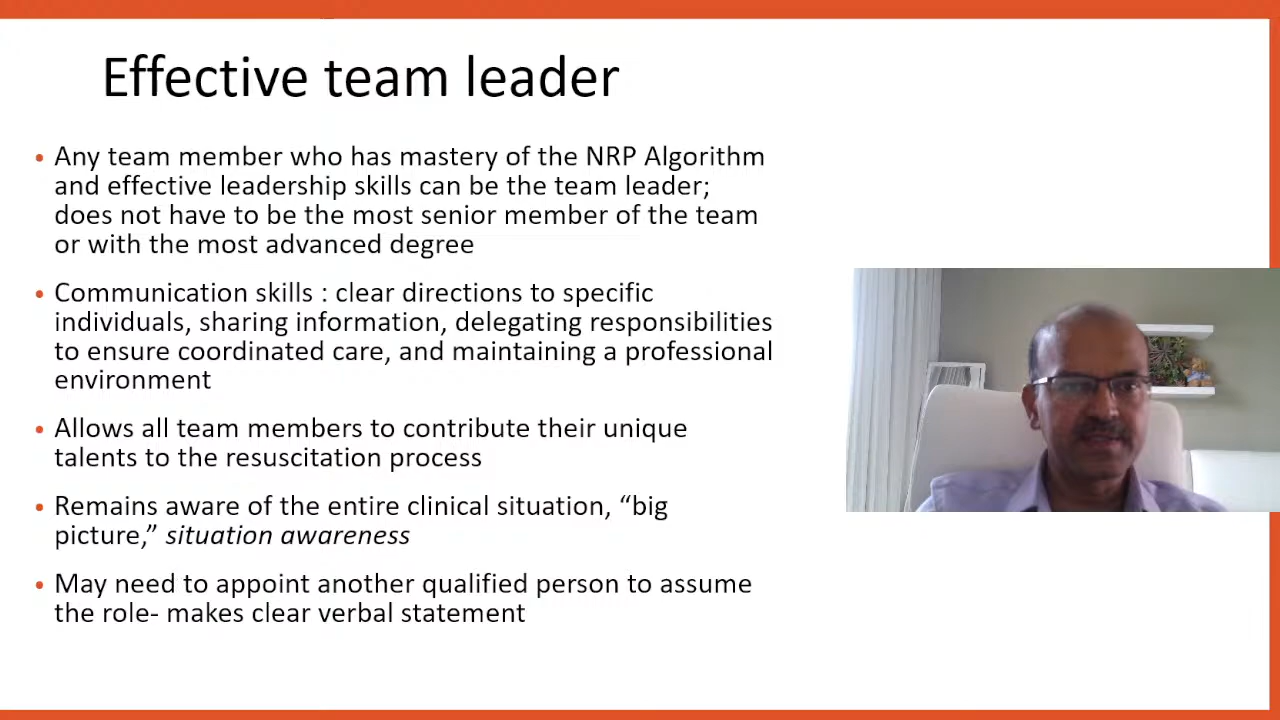 Effective team leader
• Any team member who has mastery of the NRP Algorithm
and effective leadership skills can be the team leader;
does not have to be the most senior member of the team
or with the most advanced degree
• Communication skills : clear directions to specific
individuals, sharing information, delegating responsibilities
to ensure coordinated care, and maintaining a professional
environment
• Allows all team members to contribute their unique
talents to the resuscitation process
• Remains aware of the entire clinical situation, “big
picture,” situation awareness
• May need to appoint another qualified person to assume
the role- makes clear verbal statement